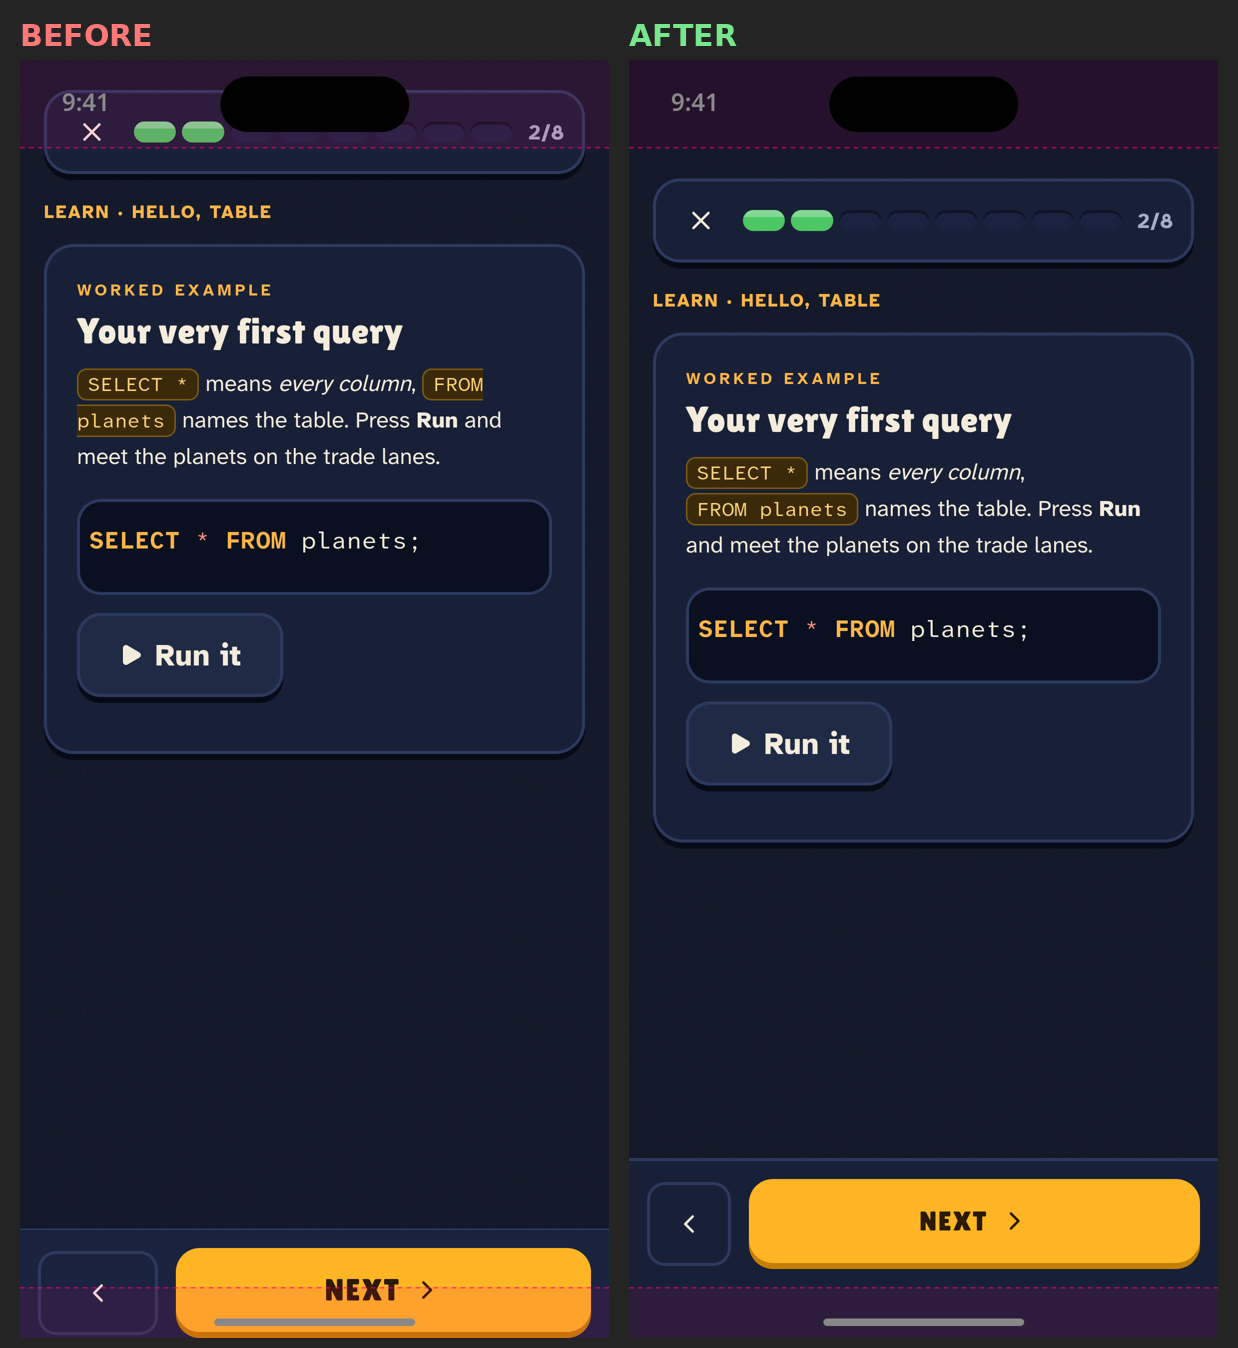 BEFORE
9:41
2/8
LEARN · HELLO, TABLE
WORKED EXAMPLE
Your very first query
SELECT * means every column, FROM
planets names the table. Press Run and
meet the planets on the trade lanes.
SELECT * FROM planets;
Run it
NEXT
AFTER
9:41
2/8
LEARN · HELLO, TABLE
WORKED EXAMPLE
Your very first query
SELECT * means every column,
FROM planets names the table. Press Run
and meet the planets on the trade lanes.
SELECT * FROM planets;
Run it
NEXT